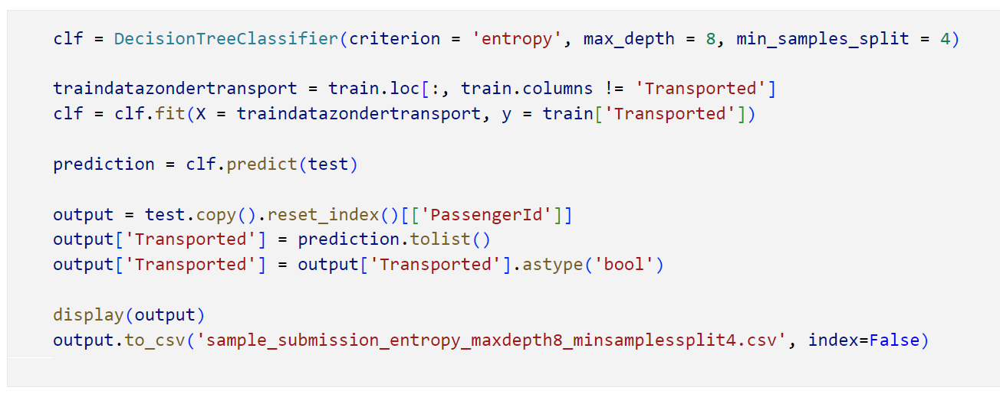 clf = DecisionTreeClassifier(criterion = 'entropy', max_depth = 8, min_samples_split = 4)
traindatazondertransport = train.loc[:, train.columns != 'Transported']
clf = clf.fit(X = traindatazondertransport, y = train['Transported'])
prediction = clf.predict(test)
output = test.copy().reset_index()[['PassengerId']]
output['Transported'] = prediction.tolist()
output['Transported'] = output['Transported'].astype('bool')
display(output)
output.to_csv('sample_submission_entropy_maxdepth8_minsamplessplit4.csv', index=False)